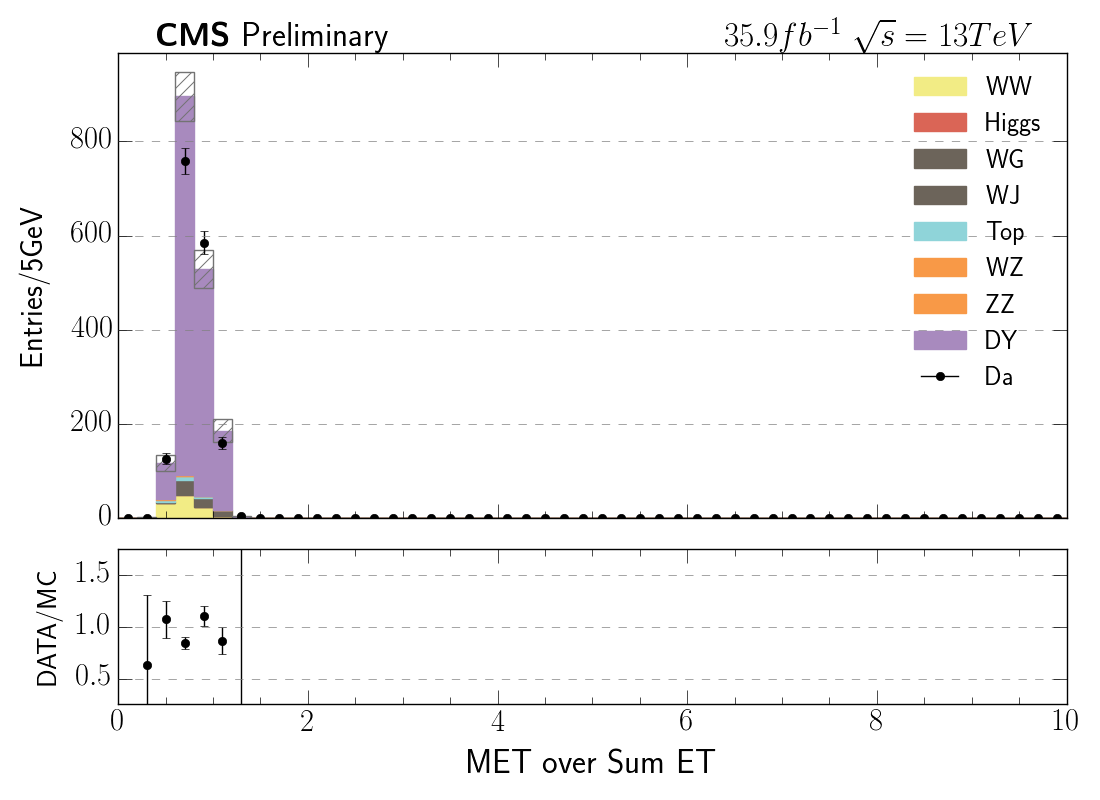 CMS Preliminary
35.9fb⁻¹ √s = 13TeV
Entries/5GeV
800
600
400
200
0
WW
Higgs
WG
WJ
Top
WZ
ZZ
DY
Da
DATA/MC
1.5
1.0
0.5
0 2 4 6 8 10
MET over Sum ET